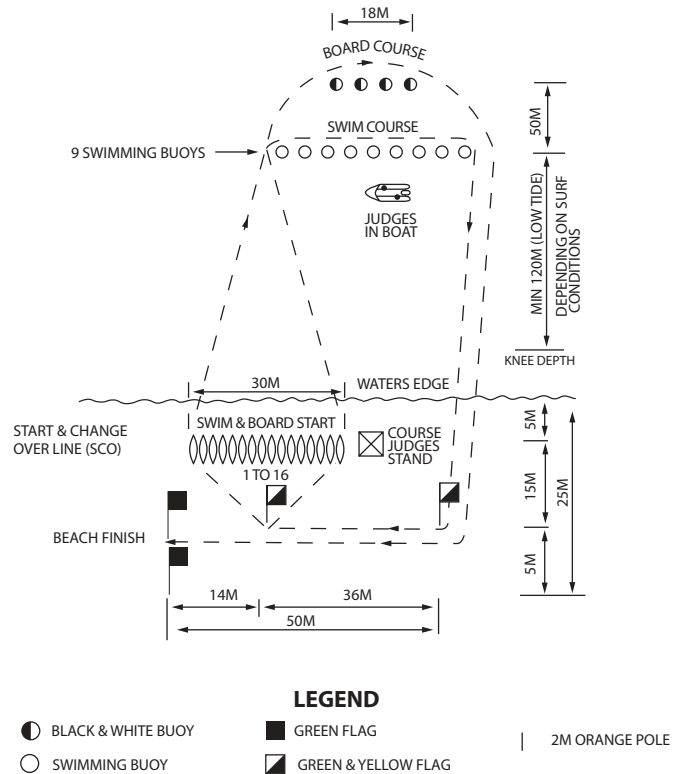 18M
BOARD COURSE
SWIM COURSE
50M
9 SWIMMING BUOYS
JUDGES
IN BOAT
MIN 120M (LOW TIDE)
DEPENDING ON SURF
CONDITIONS
KNEE DEPTH
30M
WATERS EDGE
START & CHANGE
OVER LINE (SCO)
SWIM & BOARD START
COURSE
JUDGES
STAND
1 TO 16
5M
15M
25M
BEACH FINISH
5M
14M
36M
50M
LEGEND
BLACK & WHITE BUOY
GREEN FLAG
2M ORANGE POLE
SWIMMING BUOY
GREEN & YELLOW FLAG